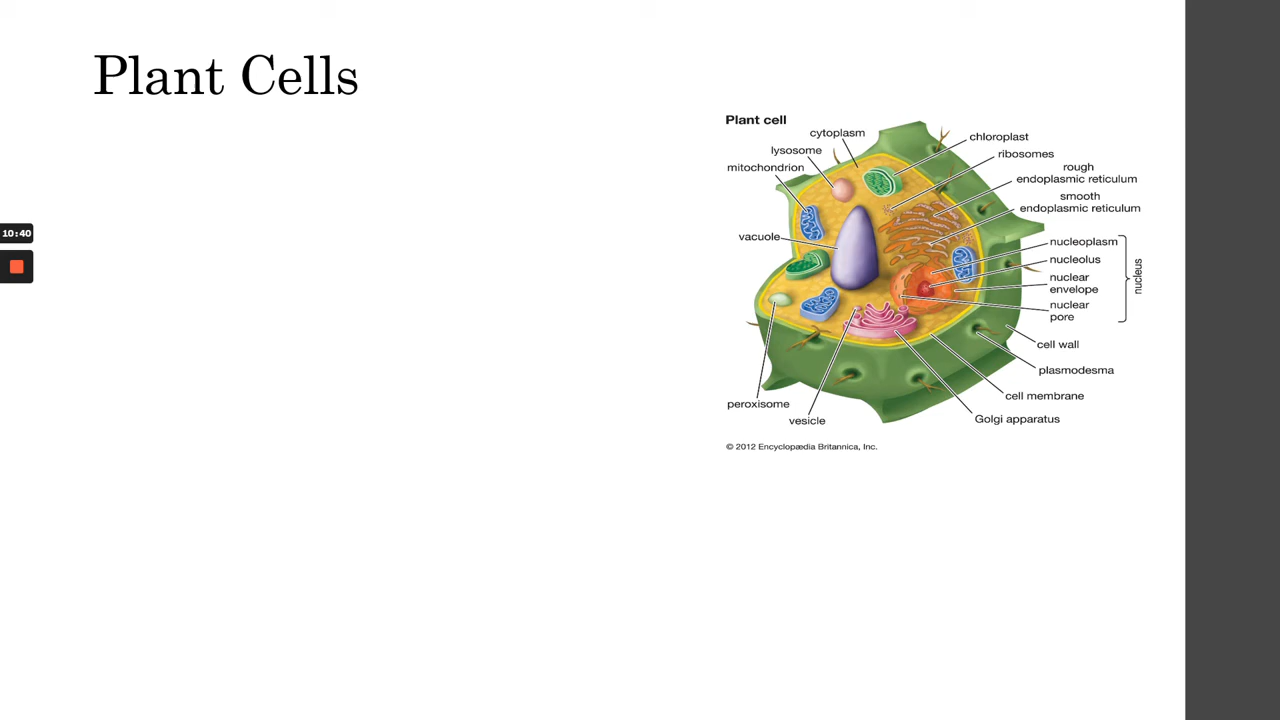 Plant Cells
Plant cell
cytoplasm
lysosome
mitochondrion
vacuole
peroxisome
vesicle
chloroplast
ribosomes
rough
endoplasmic reticulum
smooth
endoplasmic reticulum
nucleoplasm
nucleolus
nuclear
envelope
nuclear
pore
nucleus
cell wall
plasmodesma
cell membrane
Golgi apparatus
© 2012 Encyclopædia Britannica, Inc.
10:40